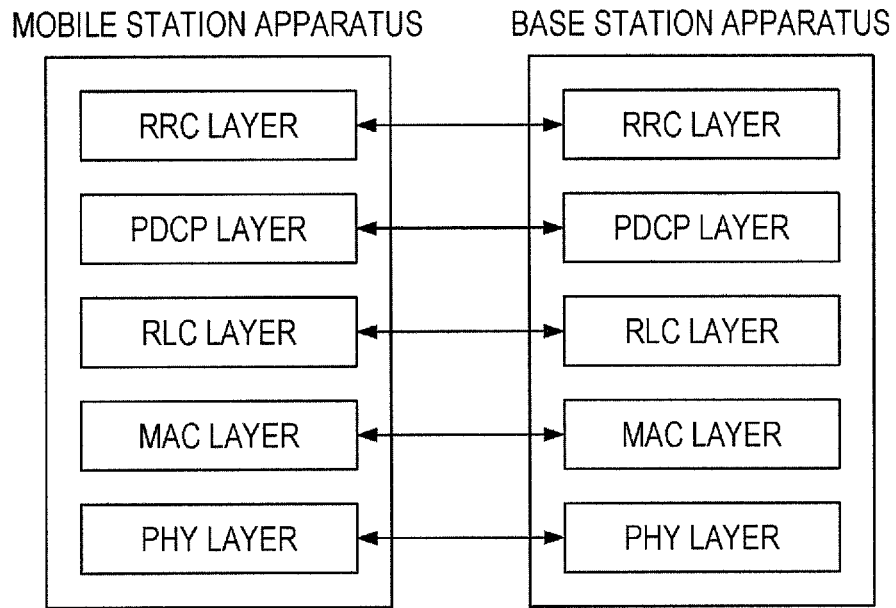 MOBILE STATION APPARATUS
BASE STATION APPARATUS
RRC LAYER
RRC LAYER
PDCP LAYER
PDCP LAYER
RLC LAYER
RLC LAYER
MAC LAYER
MAC LAYER
PHY LAYER
PHY LAYER